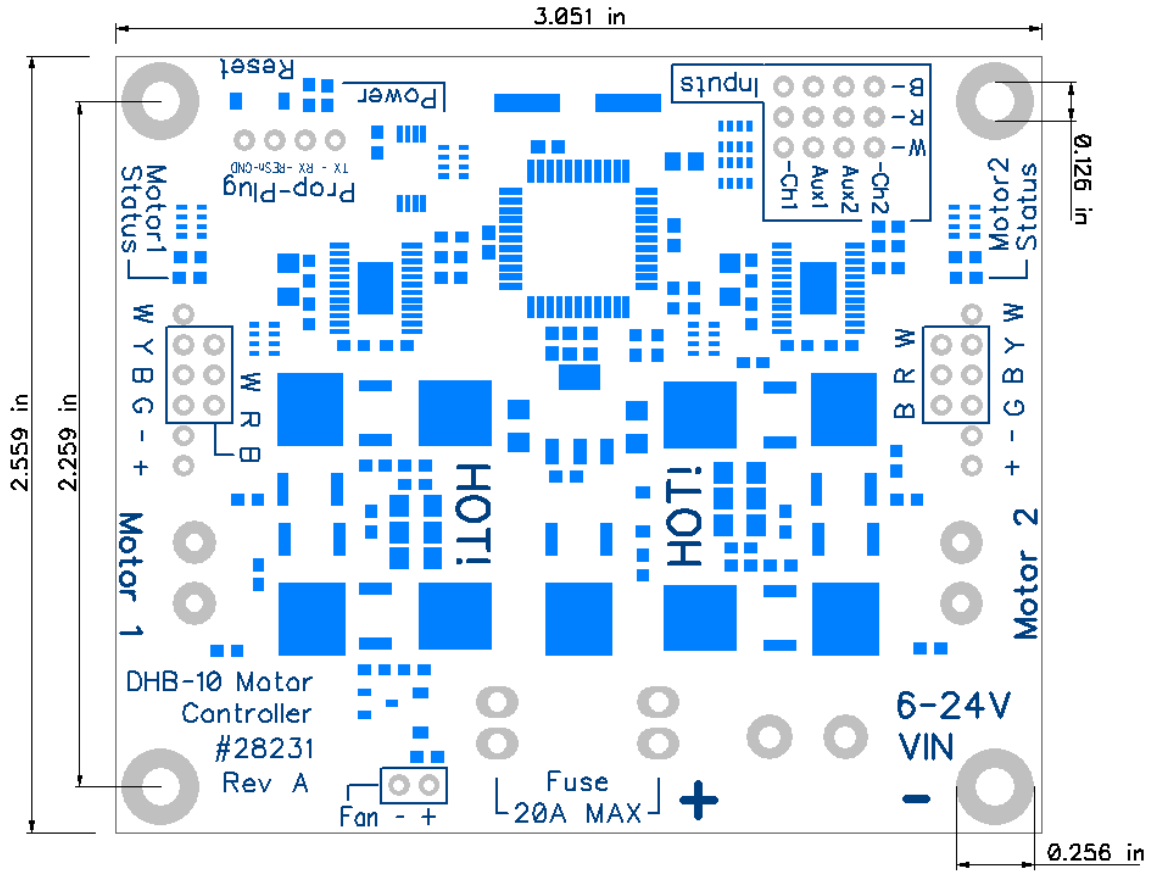 3.051 in
Reset
Power
Inputs
-B
-R
-W
0.126 in
TX - RX -RESn-GND
Prop-Plug
-Ch1
Aux1
Aux2
-Ch2
Motor1
Status
Motor2
Status
W
Y
B
G
-
+
W
R
B
W
R
B
W
Y
B
G
-
+
2.559 in
2.259 in
HOT!
HOT!
Motor 1
Motor 2
DHB-10 Motor
Controller
#28231
Rev A
6-24V
VIN
Fan - +
Fuse
20A MAX
+
-
0.256 in